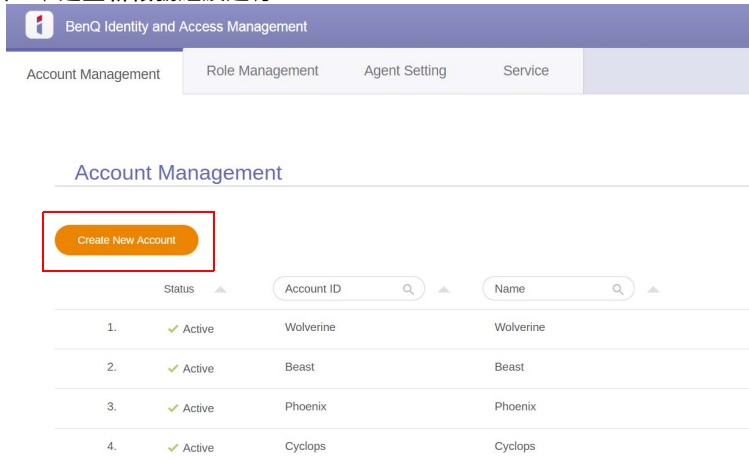 BenQ Identity and Access Management
Account Management Role Management Agent Setting Service
Account Management
Create New Account
Status Account ID Name
1. Active Wolverine Wolverine
2. Active Beast Beast
3. Active Phoenix Phoenix
4. Active Cyclops Cyclops